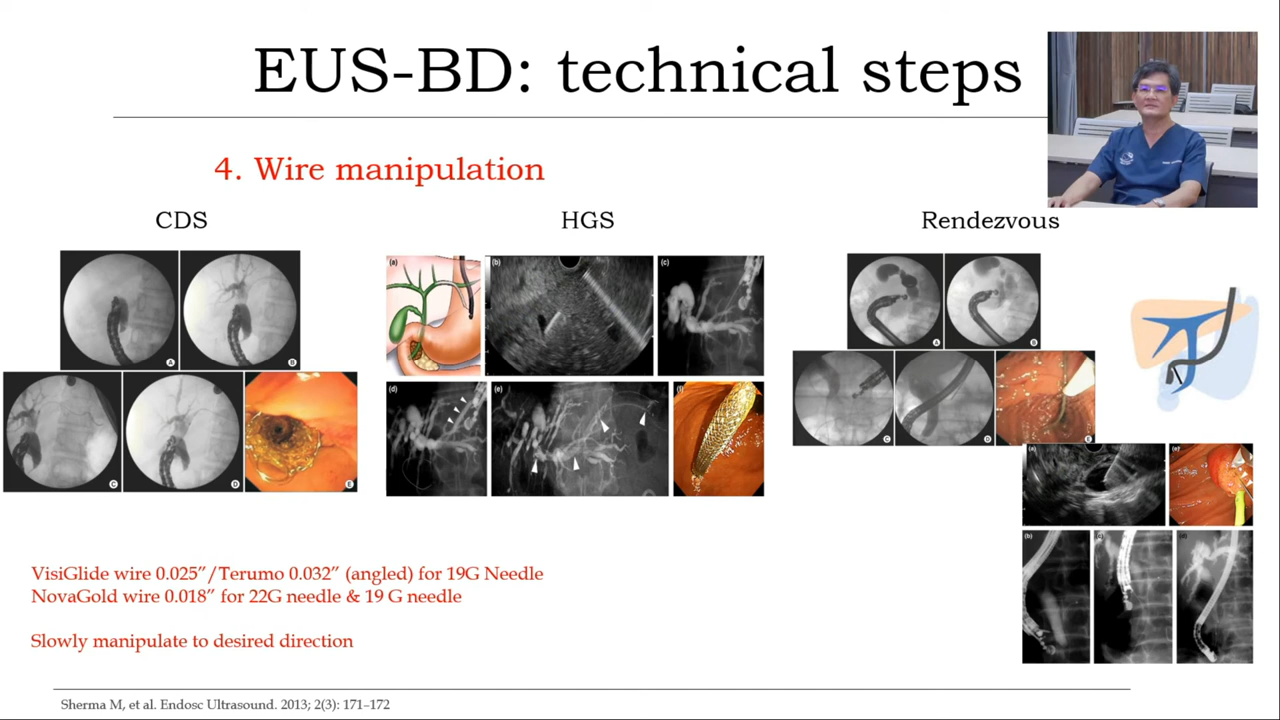 EUS-BD: technical steps
4. Wire manipulation
CDS
HGS
Rendezvous
A
B
C
D
E
(a)
(b)
(c)
(d)
(e)
(f)
A
B
C
D
E
(a)
(e)
(b)
(c)
(d)
VisiGlide wire 0.025”/Terumo 0.032” (angled) for 19G Needle
NovaGold wire 0.018” for 22G needle & 19 G needle
Slowly manipulate to desired direction
Sherma M, et al. Endosc Ultrasound. 2013; 2(3): 171–172